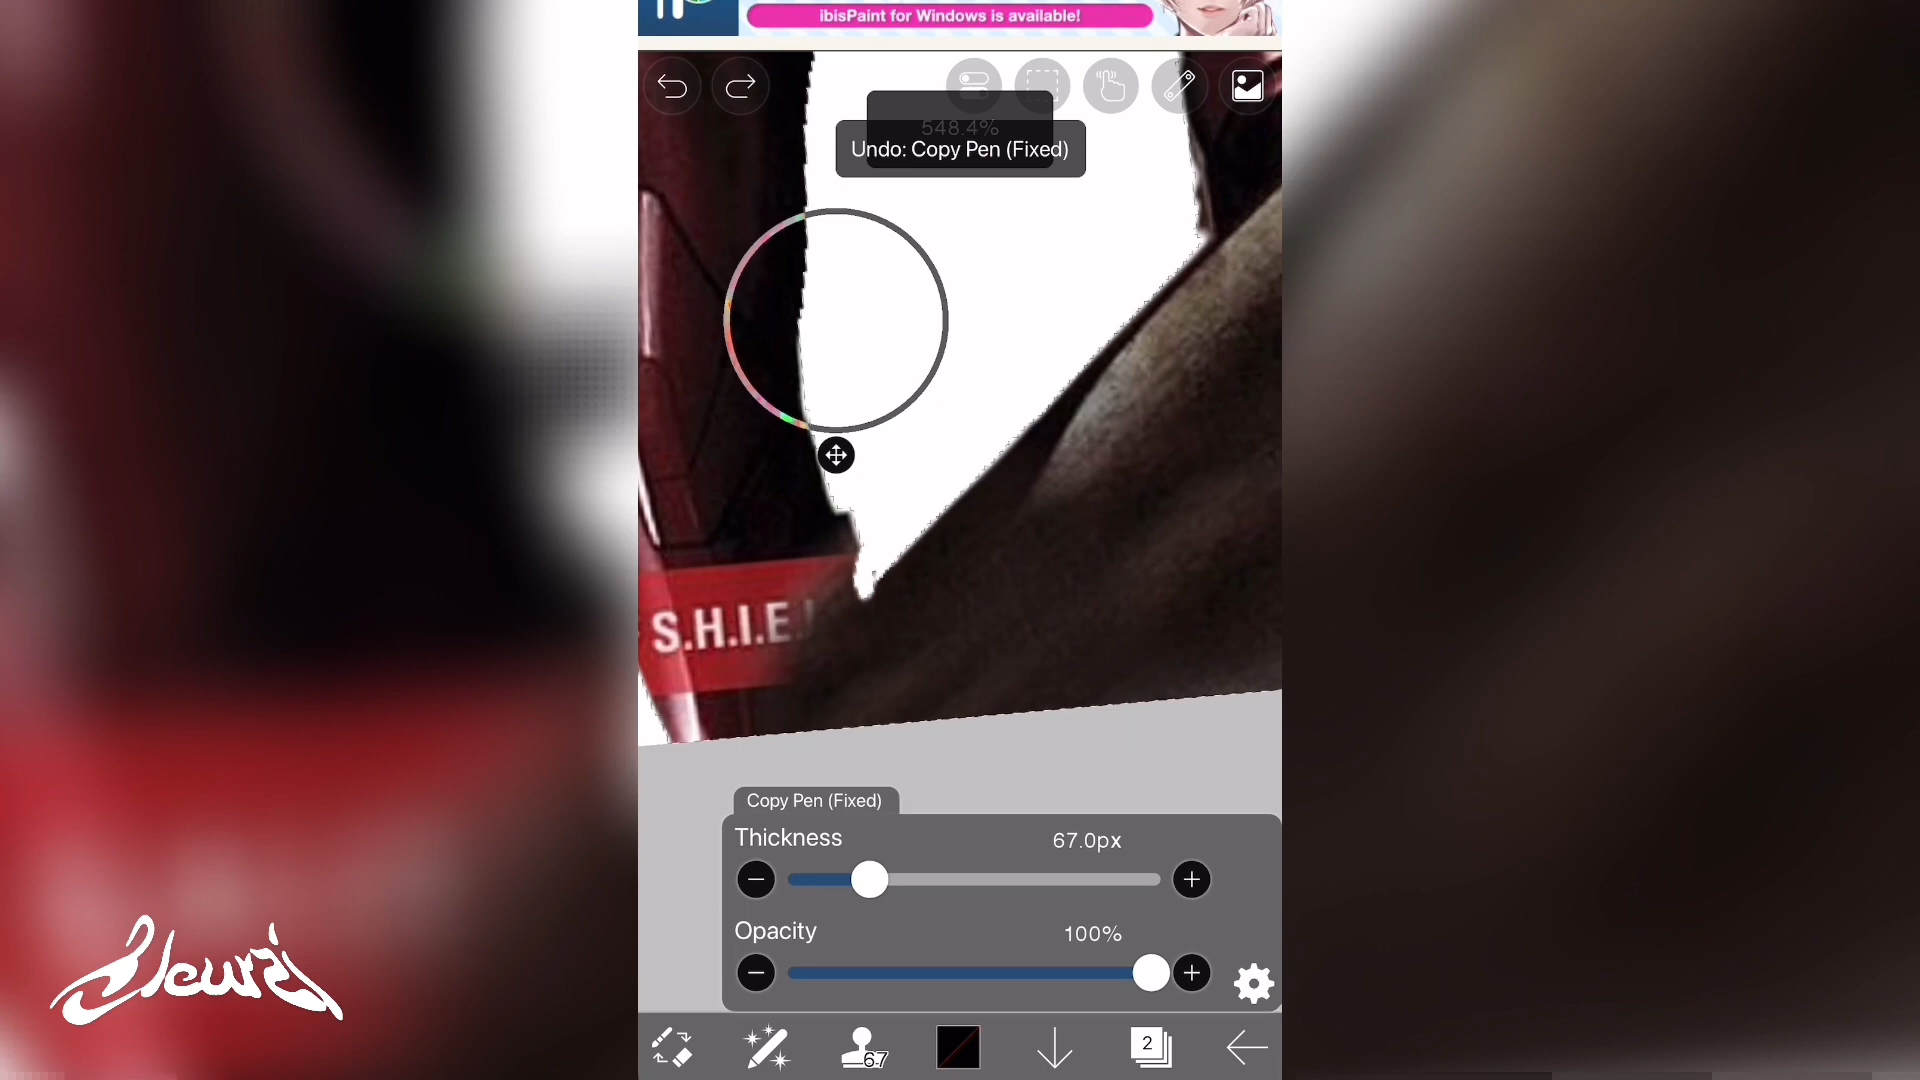 ibisPaint for Windows is available!
548.4%
Undo: Copy Pen (Fixed)
S.H.I.E.
Copy Pen (Fixed)
Thickness
67.0px
Opacity
100%
67
2